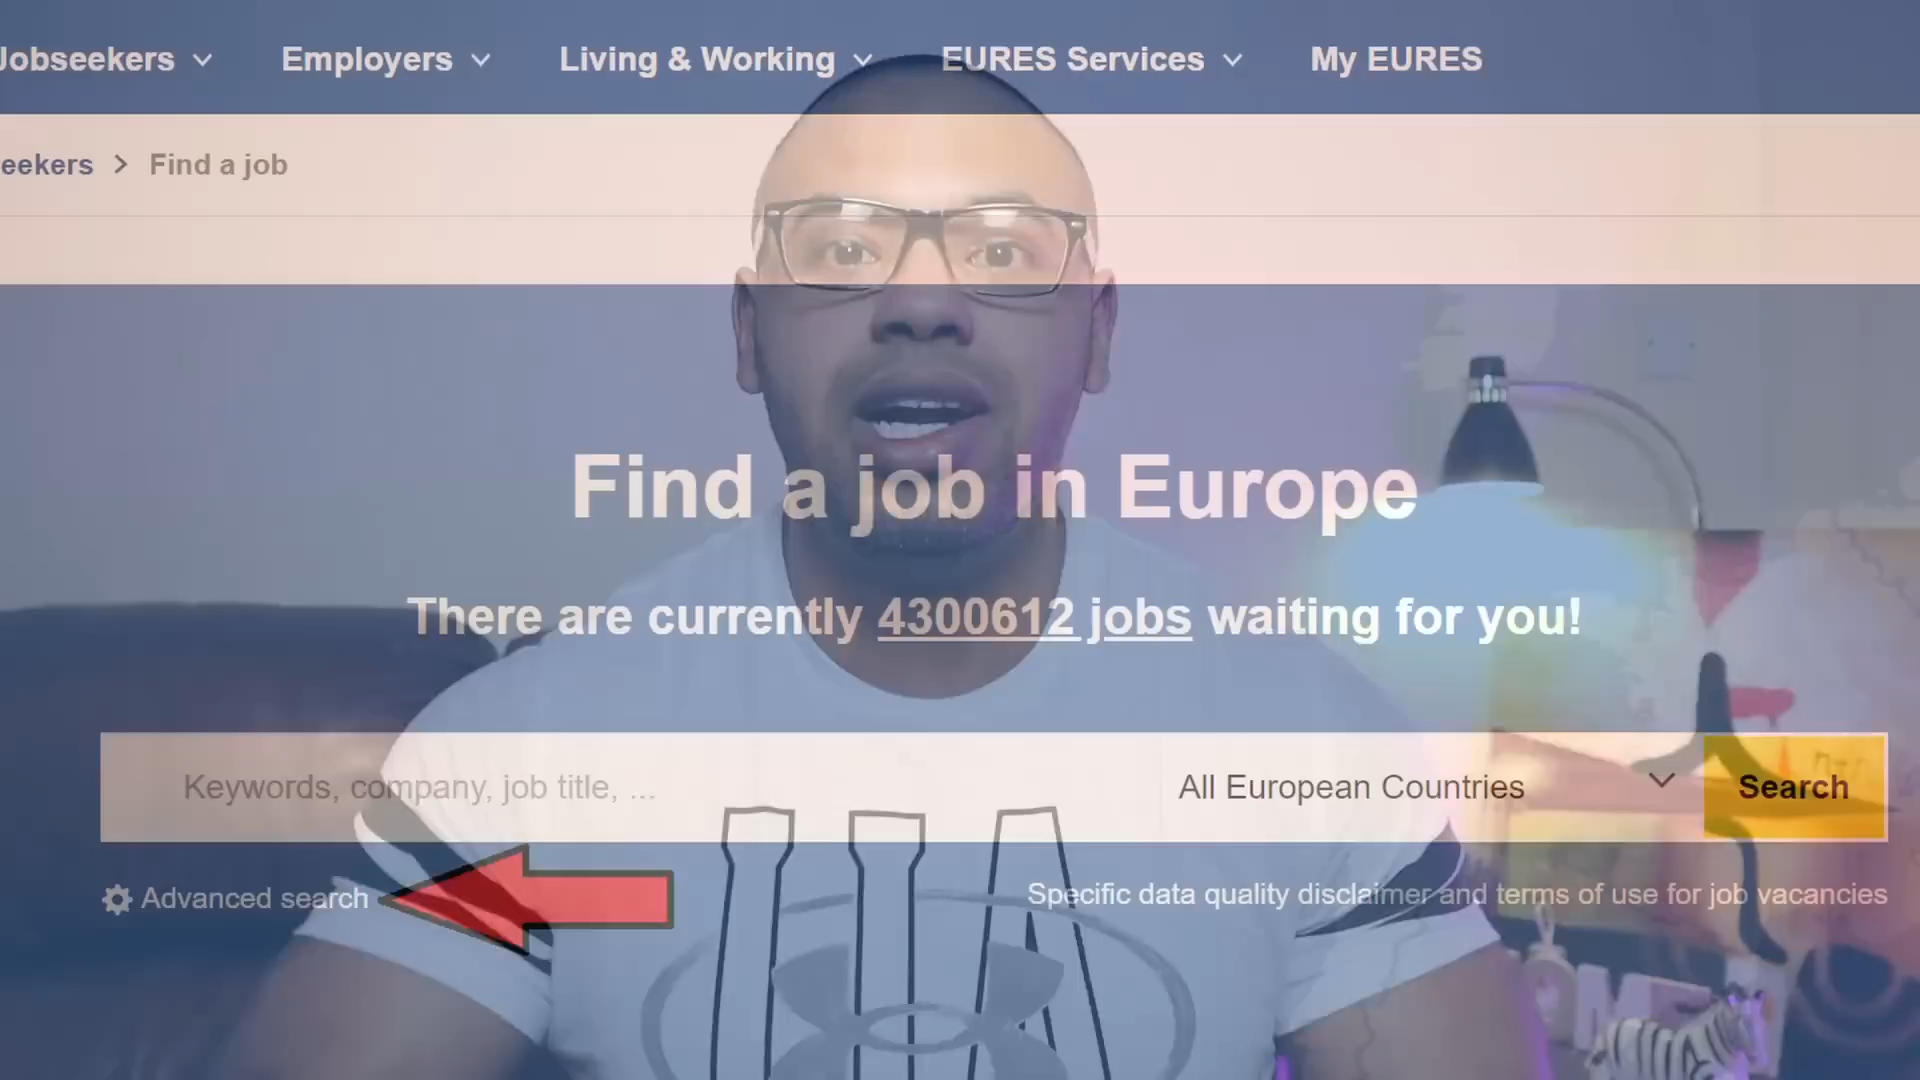 Jobseekers Employers Living & Working EURES Services My EURES
eekers > Find a job
Find a job in Europe
There are currently 4300612 jobs waiting for you!
Keywords, company, job title, ... All European Countries Search
Advanced search Specific data quality disclaimer and terms of use for job vacancies